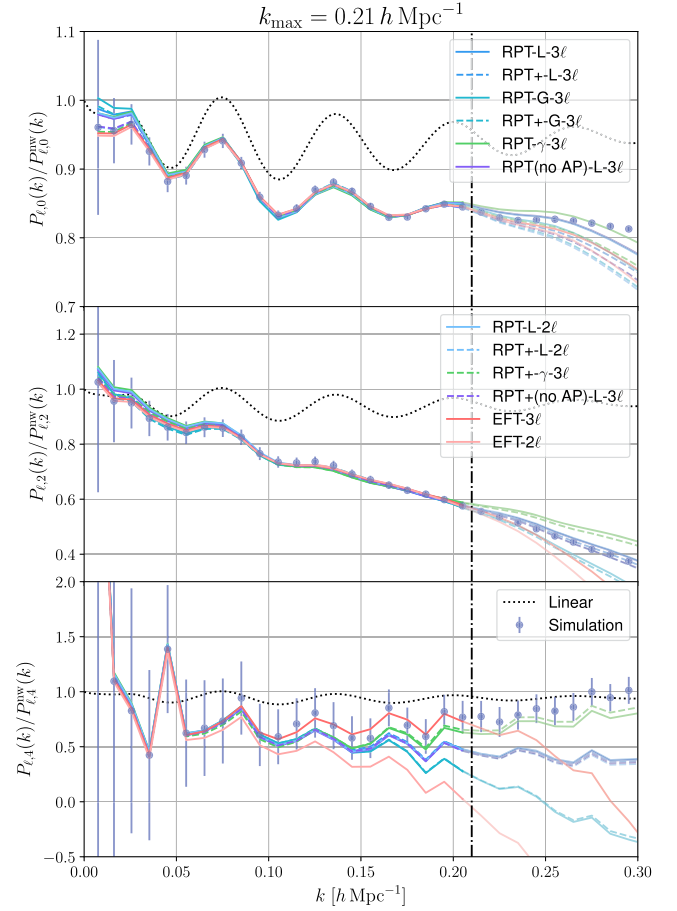 k_max = 0.21 h Mpc⁻¹
P_ℓ,0(k)/P^nw_ℓ,0(k)
1.1
1.0
0.9
0.8
0.7
RPT-L-3ℓ
RPT+-L-3ℓ
RPT-G-3ℓ
RPT+-G-3ℓ
RPT-γ-3ℓ
RPT(no AP)-L-3ℓ
P_ℓ,2(k)/P^nw_ℓ,2(k)
1.2
1.0
0.8
0.6
0.4
RPT-L-2ℓ
RPT+-L-2ℓ
RPT+-γ-3ℓ
RPT+(no AP)-L-3ℓ
EFT-3ℓ
EFT-2ℓ
P_ℓ,4(k)/P^nw_ℓ,4(k)
2.0
1.5
1.0
0.5
0.0
−0.5
Linear
Simulation
0.00 0.05 0.10 0.15 0.20 0.25 0.30
k [h Mpc⁻¹]